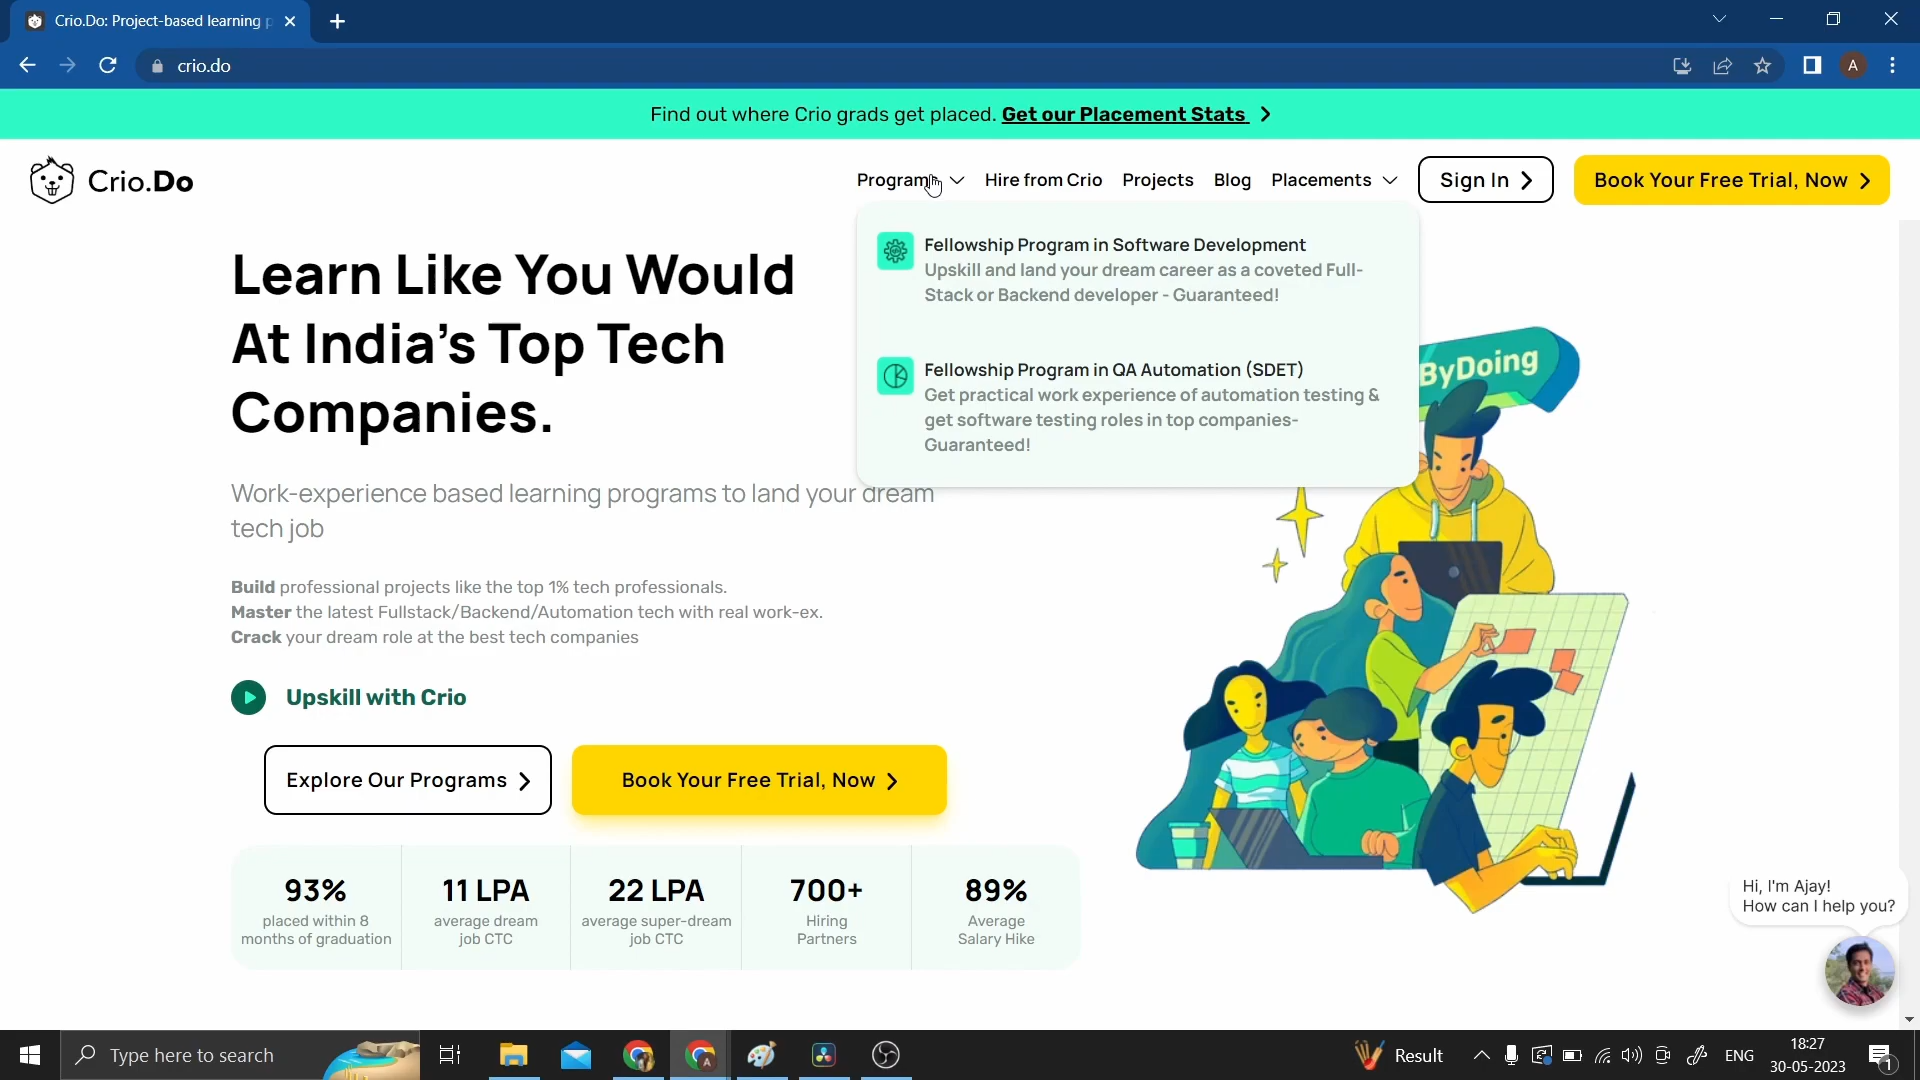 Crio.Do: Project-based learning p
crio.do
A
Find out where Crio grads get placed. Get our Placement Stats
Crio.Do
Programs
Hire from Crio
Projects
Blog
Placements
Sign In
Book Your Free Trial, Now
Fellowship Program in Software Development
Upskill and land your dream career as a coveted Full-
Stack or Backend developer - Guaranteed!
Fellowship Program in QA Automation (SDET)
Get practical work experience of automation testing &
get software testing roles in top companies-
Guaranteed!
Learn Like You Would
At India's Top Tech
Companies.
ByDoing
Work-experience based learning programs to land your dream
tech job
Build professional projects like the top 1% tech professionals.
Master the latest Fullstack/Backend/Automation tech with real work-ex.
Crack your dream role at the best tech companies
Upskill with Crio
Explore Our Programs
Book Your Free Trial, Now
93%
placed within 8
months of graduation
11 LPA
average dream
job CTC
22 LPA
average super-dream
job CTC
700+
Hiring
Partners
89%
Average
Salary Hike
Hi, I'm Ajay!
How can I help you?
Type here to search
A
Result
ENG
18:27
30-05-2023
1